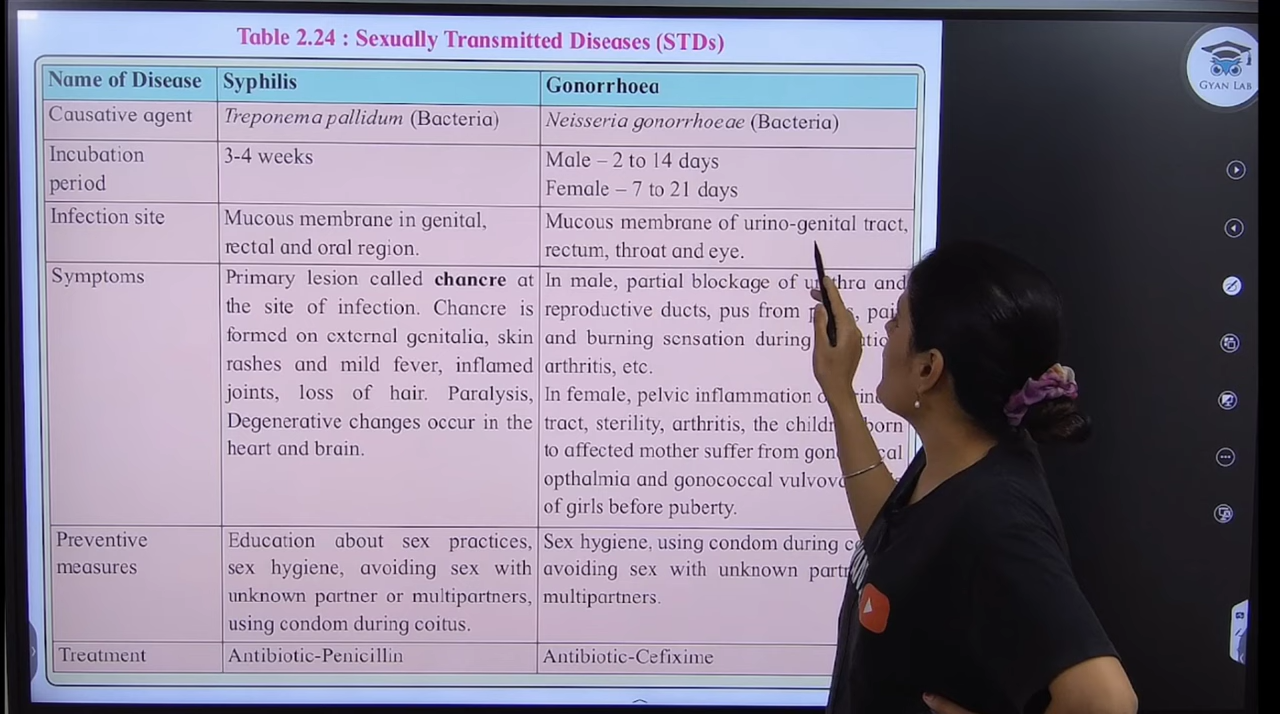 Table 2.24 : Sexually Transmitted Diseases (STDs)
GYAN LAB
Name of Disease
Syphilis
Gonorrhoea
Causative agent
Treponema pallidum (Bacteria)
Neisseria gonorrhoeae (Bacteria)
Incubation
period
3-4 weeks
Male – 2 to 14 days
Female – 7 to 21 days
Infection site
Mucous membrane in genital,
rectal and oral region.
Mucous membrane of urino-genital tract,
rectum, throat and eye.
Symptoms
Primary lesion called chancre at
the site of infection. Chancre is
formed on external genitalia, skin
rashes and mild fever, inflamed
joints, loss of hair. Paralysis,
Degenerative changes occur in the
heart and brain.
In male, partial blockage of and
reproductive ducts, pus from
and burning sensation during
arthritis, etc.
In female, pelvic inflammation
tract, sterility, arthritis, the born
to affected mother suffer from
opthalmia and gonococcal
of girls before puberty.
Preventive
measures
Education about sex practices,
sex hygiene, avoiding sex with
unknown partner or multipartners,
using condom during coitus.
Sex hygiene, using condom during
avoiding sex with unknown
multipartners.
Treatment
Antibiotic-Penicillin
Antibiotic-Cefixime